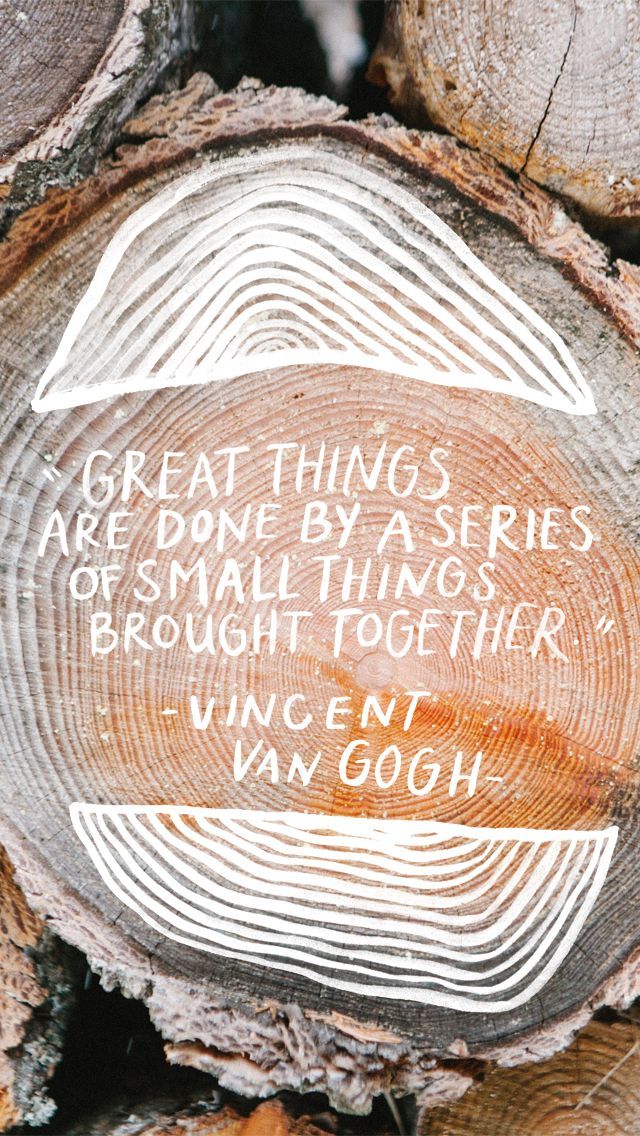 " GREAT THINGS
ARE DONE BY A SERIES
OF SMALL THINGS
BROUGHT TOGETHER. "
- VINCENT
VAN GOGH -